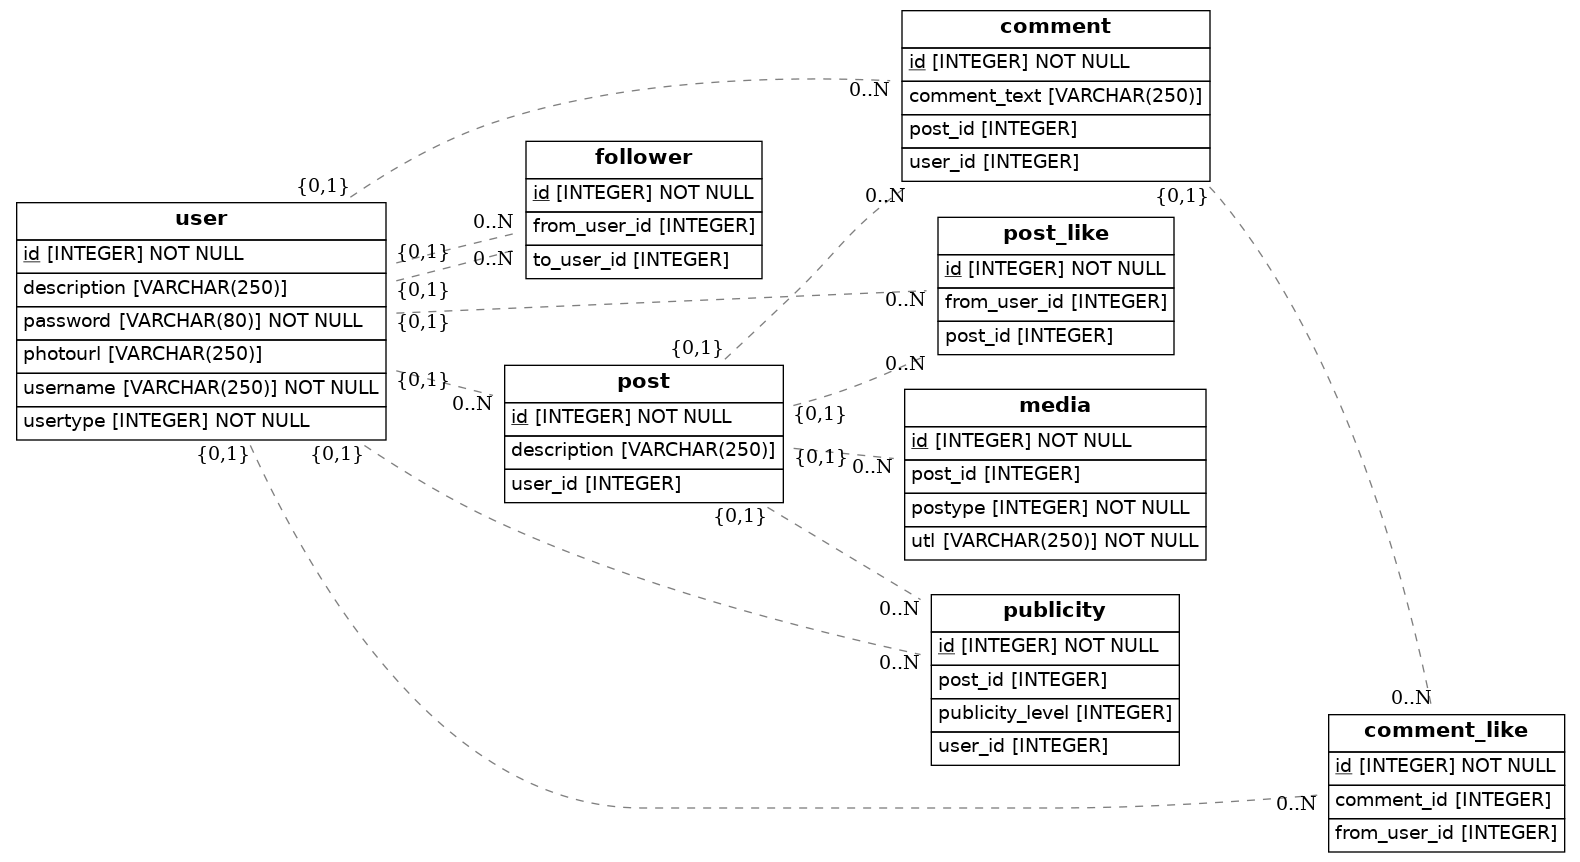 comment
id [INTEGER] NOT NULL
comment_text [VARCHAR(250)]
post_id [INTEGER]
user_id [INTEGER]
0..N
0..N
{0,1}
follower
id [INTEGER] NOT NULL
from_user_id [INTEGER]
to_user_id [INTEGER]
0..N
0..N
{0,1}
user
id [INTEGER] NOT NULL
description [VARCHAR(250)]
password [VARCHAR(80)] NOT NULL
photourl [VARCHAR(250)]
username [VARCHAR(250)] NOT NULL
usertype [INTEGER] NOT NULL
{0,1}
{0,1}
{0,1}
{0,1}
{0,1}
{0,1}
post_like
id [INTEGER] NOT NULL
from_user_id [INTEGER]
post_id [INTEGER]
0..N
0..N
{0,1}
0..N
post
id [INTEGER] NOT NULL
description [VARCHAR(250)]
user_id [INTEGER]
{0,1}
{0,1}
{0,1}
media
id [INTEGER] NOT NULL
post_id [INTEGER]
postype [INTEGER] NOT NULL
utl [VARCHAR(250)] NOT NULL
0..N
publicity
id [INTEGER] NOT NULL
post_id [INTEGER]
publicity_level [INTEGER]
user_id [INTEGER]
0..N
0..N
0..N
comment_like
id [INTEGER] NOT NULL
comment_id [INTEGER]
from_user_id [INTEGER]
0..N